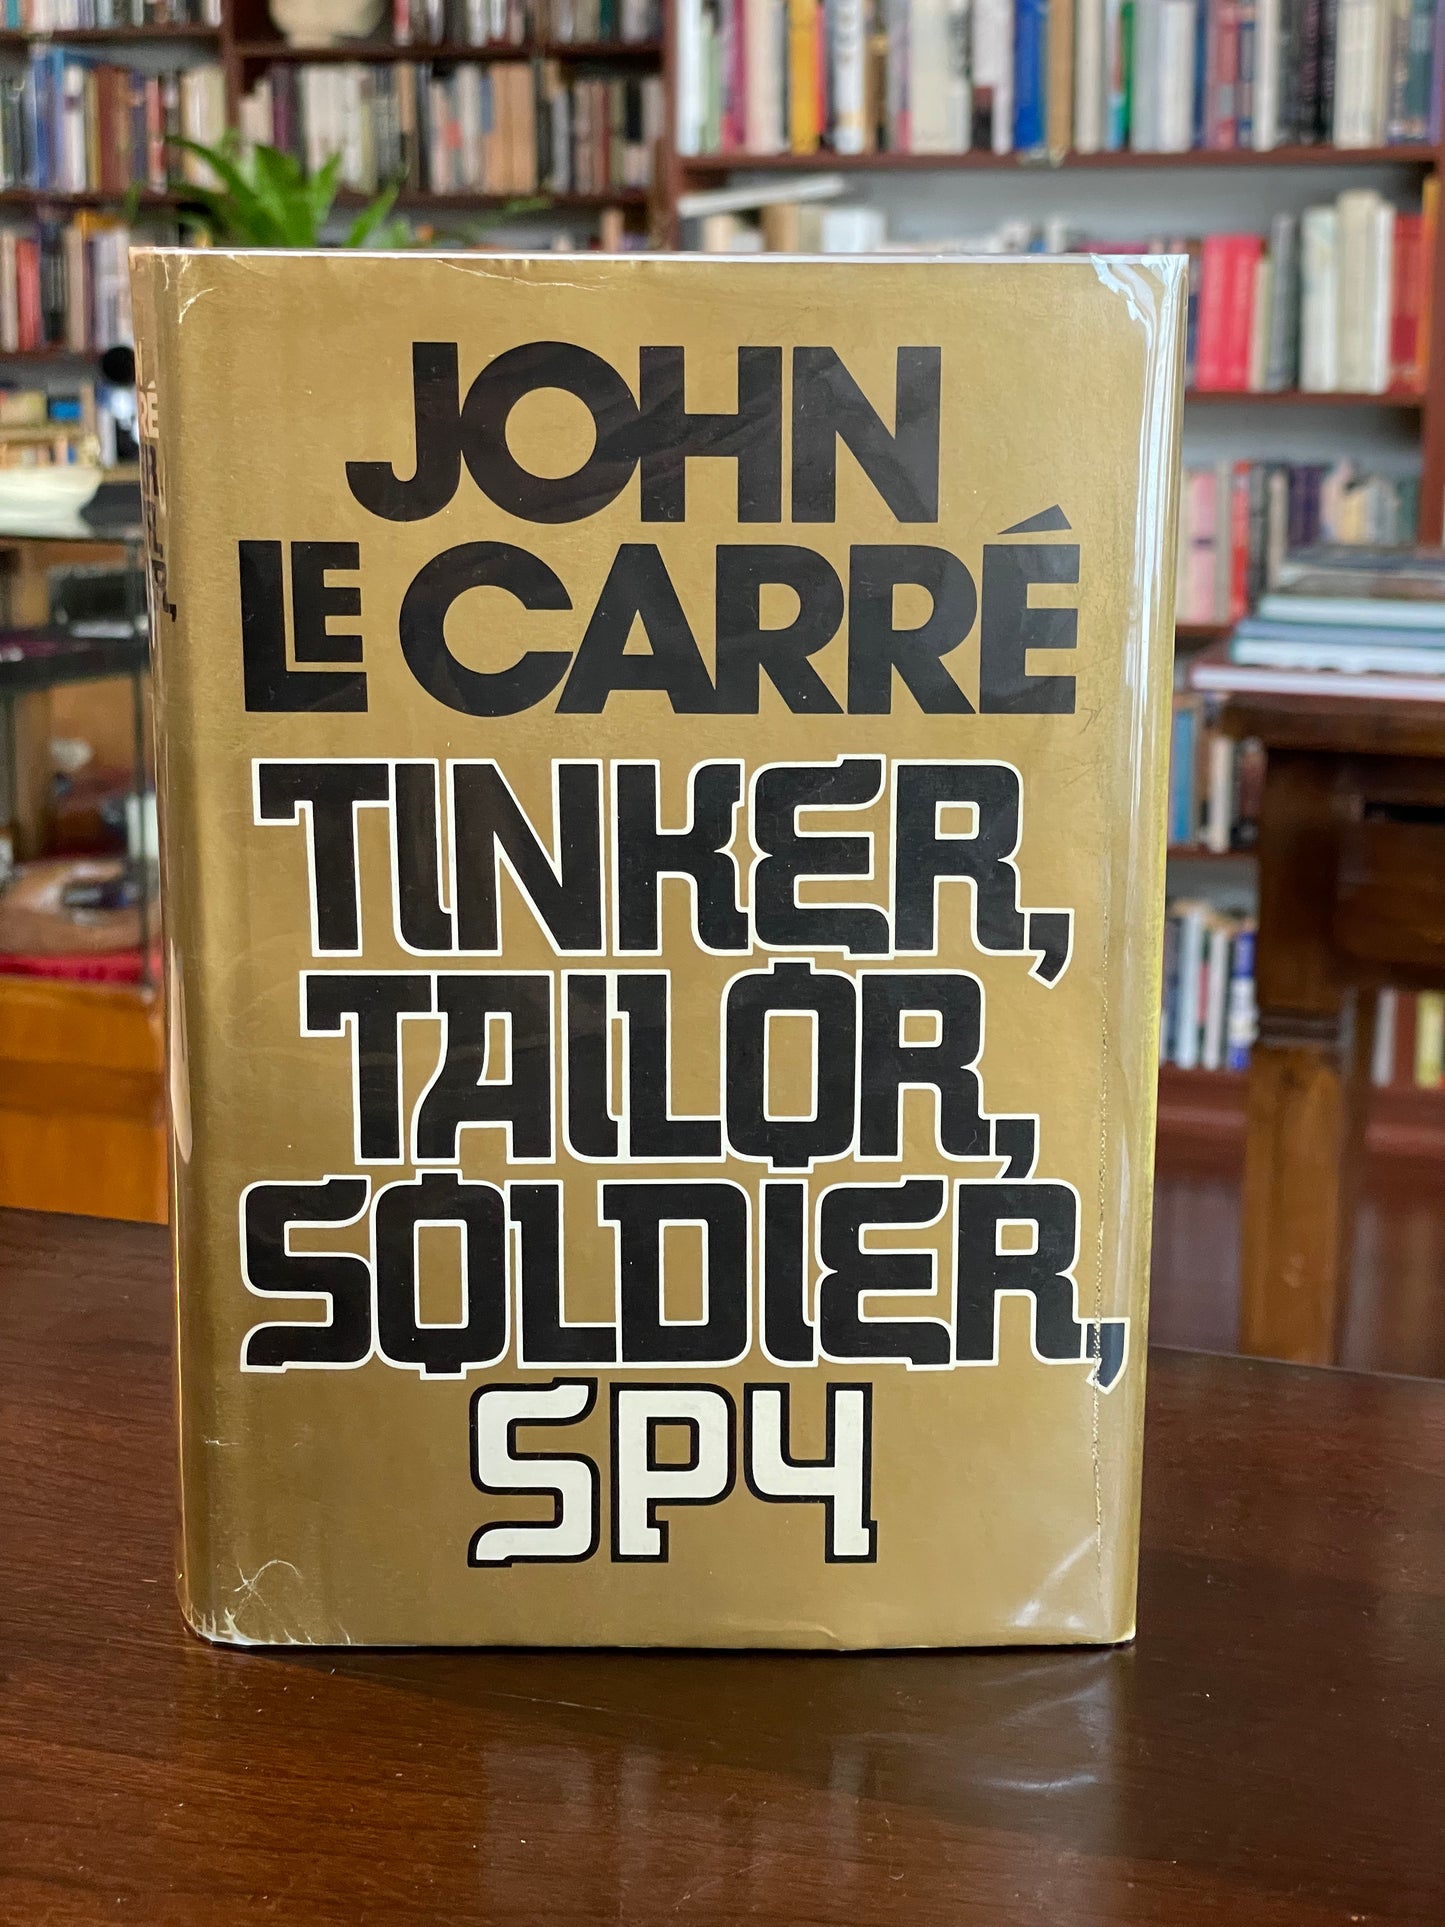 JOHN
LE CARRÉ
TINKER,
TAILOR,
SOLDIER,
SPY